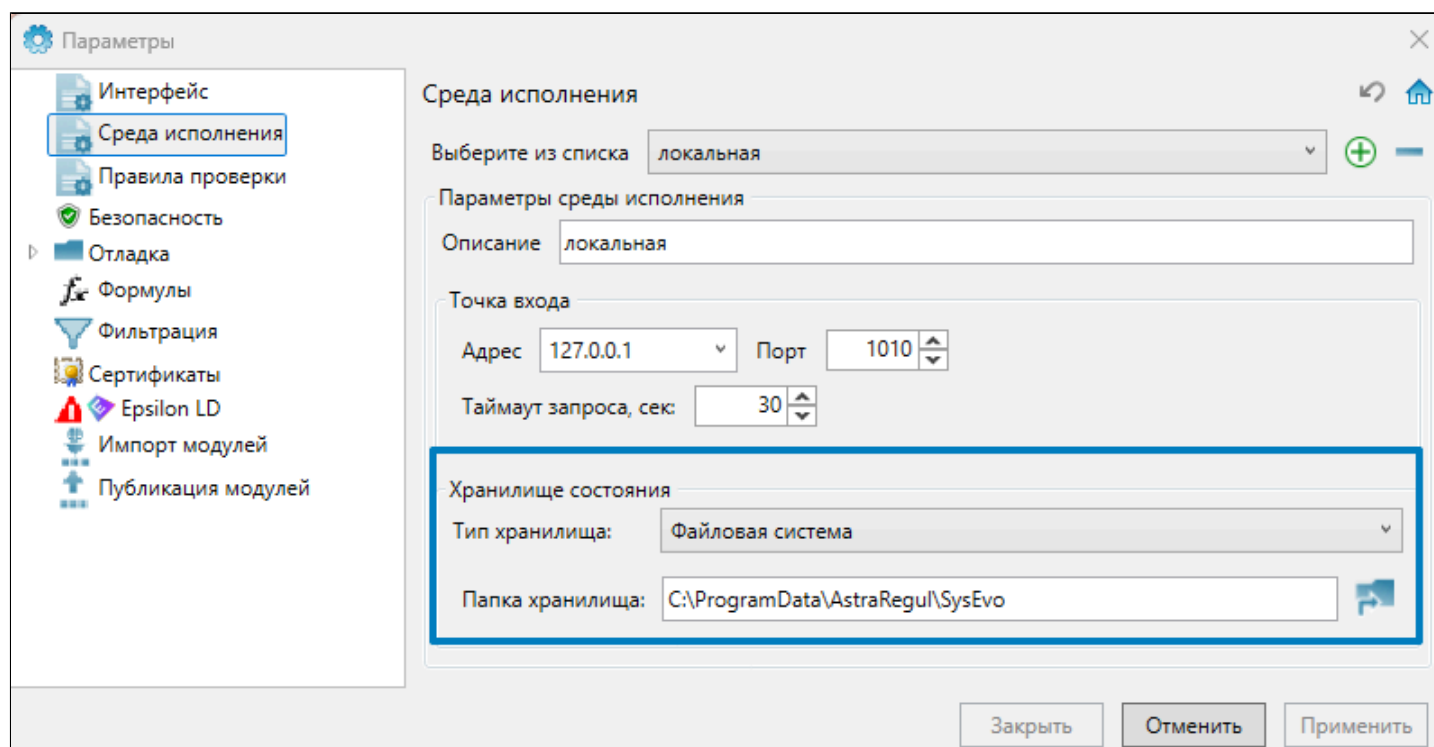 Параметры
Интерфейс
Среда исполнения
Правила проверки
Безопасность
Отладка
Формулы
Фильтрация
Сертификаты
Epsilon LD
Импорт модулей
Публикация модулей
Среда исполнения
Выберите из списка локальная
Параметры среды исполнения
Описание локальная
Точка входа
Адрес 127.0.0.1 Порт 1010
Таймаут запроса, сек: 30
Хранилище состояния
Тип хранилища: Файловая система
Папка хранилища: C:\ProgramData\AstraRegul\SysEvo
Закрыть Отменить Применить